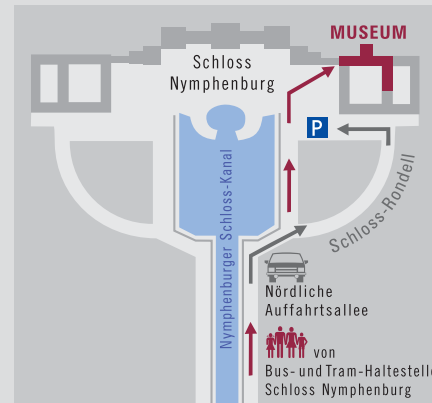 MUSEUM
Schloss
Nymphenburg
P
Nymphenburger Schloss-Kanal
Schloss-Rondell
Nördliche
Auffahrtsallee
von
Bus- und Tram-Haltestelle
Schloss Nymphenburg